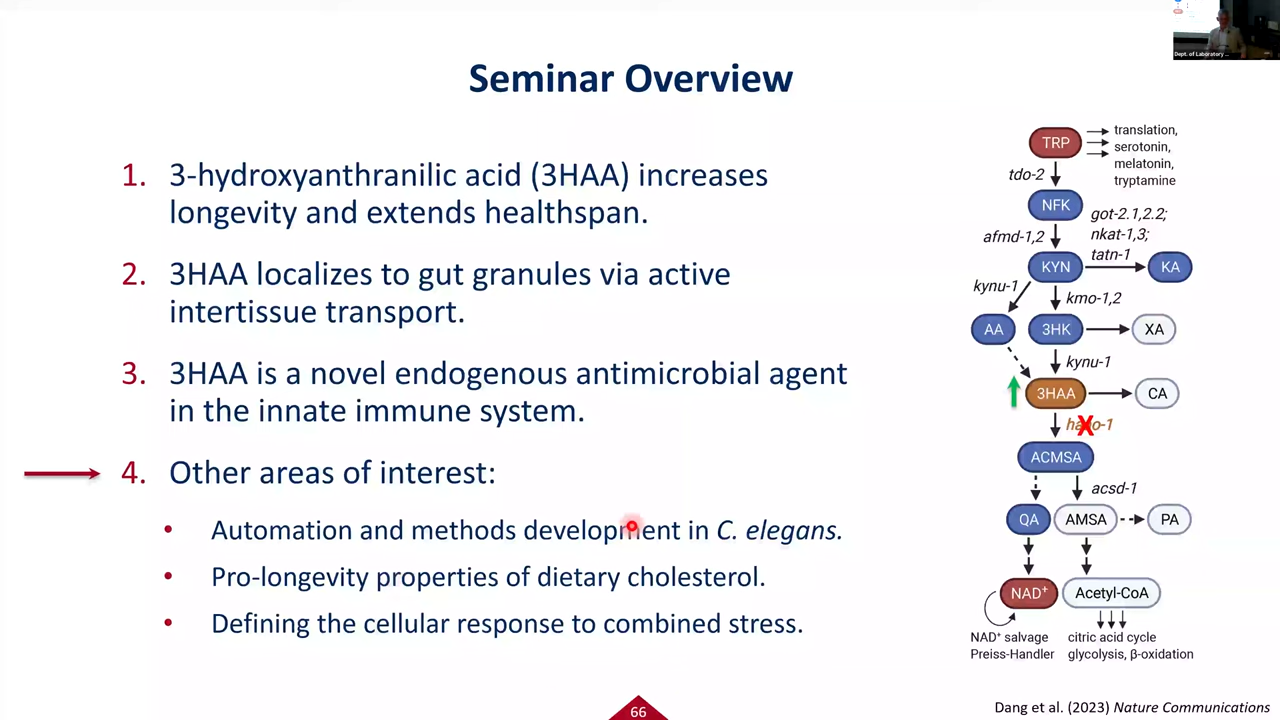 Dept. of Laboratory ...
Seminar Overview
1. 3-hydroxyanthranilic acid (3HAA) increases
longevity and extends healthspan.
2. 3HAA localizes to gut granules via active
intertissue transport.
3. 3HAA is a novel endogenous antimicrobial agent
in the innate immune system.
4. Other areas of interest:
• Automation and methods development in C. elegans.
• Pro-longevity properties of dietary cholesterol.
• Defining the cellular response to combined stress.
TRP
translation,
serotonin,
melatonin,
tryptamine
tdo-2
NFK
got-2.1,2.2;
nkat-1,3;
tatn-1
afmd-1,2
KYN
KA
kynu-1
kmo-1,2
AA
3HK
XA
kynu-1
3HAA
CA
X
ACMSA
acsd-1
QA
AMSA
PA
NAD⁺
Acetyl-CoA
NAD⁺ salvage
Preiss-Handler
citric acid cycle
glycolysis, β-oxidation
66
Dang et al. (2023) Nature Communications